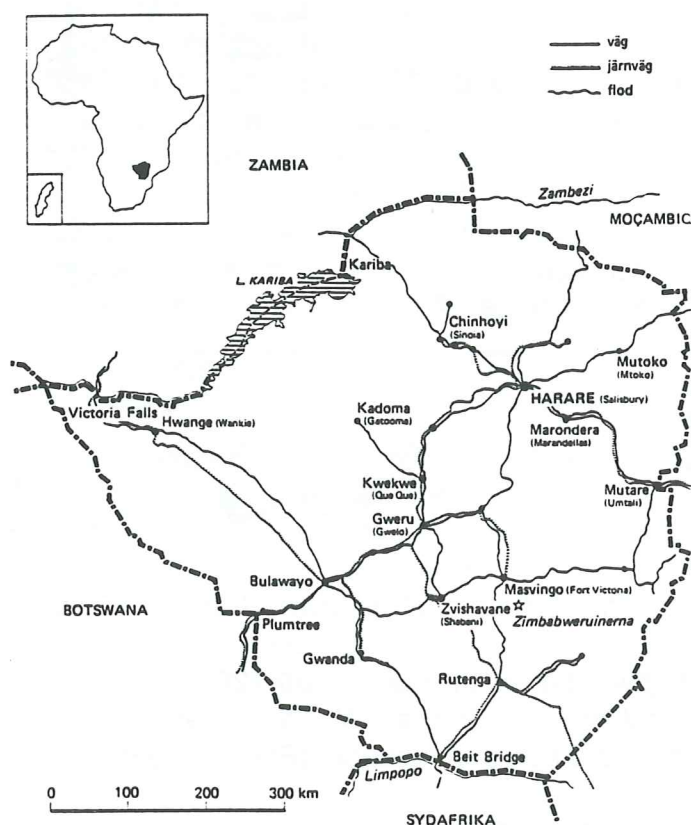 väg
järnväg
flod
ZAMBIA
Zambezi
MOÇAMBIC
Kariba
L. KARIBA
Chinhoyi
(Sinoia)
Mutoko
(Mtoko)
HARARE (Salisbury)
Victoria Falls
Hwange (Wankie)
Kadoma
(Gatooma)
Marondera
(Marandellas)
Kwekwe
(Que Que)
Mutare
(Umtali)
Gweru
(Gwelo)
Bulawayo
Masvingo (Fort Victoria)
BOTSWANA
Zvishavane
(Shabani)
Zimbabweruinerna
Plumtree
Gwanda
Rutenga
Beit Bridge
Limpopo
0 100 200 300 km
SYDAFRIKA